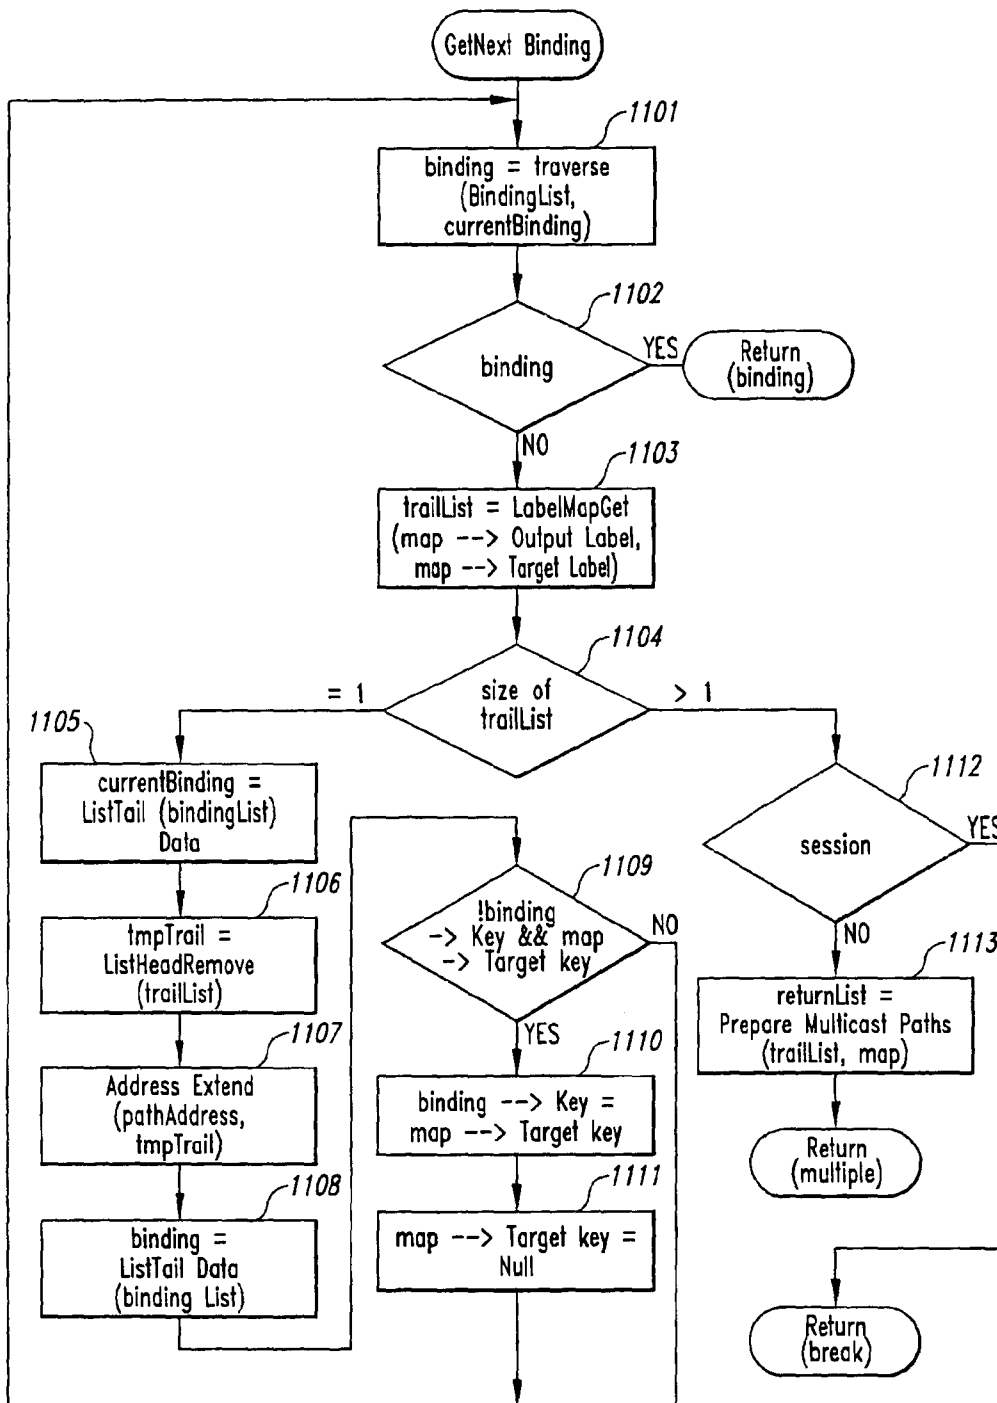 GetNext Binding
1101
binding = traverse
(BindingList,
currentBinding)
1102
binding
YES
Return
(binding)
NO
1103
trailList = LabelMapGet
(map --> Output Label,
map --> Target Label)
1104
size of
trailList
= 1
> 1
1105
currentBinding =
ListTail (bindingList)
Data
1106
tmpTrail =
ListHeadRemove
(trailList)
1107
Address Extend
(pathAddress,
tmpTrail)
1108
binding =
ListTail Data
(binding List)
1109
!binding
-> Key && map
-> Target key
NO
YES
1110
binding --> Key =
map --> Target key
1111
map --> Target key =
Null
1112
session
YES
NO
1113
returnList =
Prepare Multicast Paths
(trailList, map)
Return
(multiple)
Return
(break)